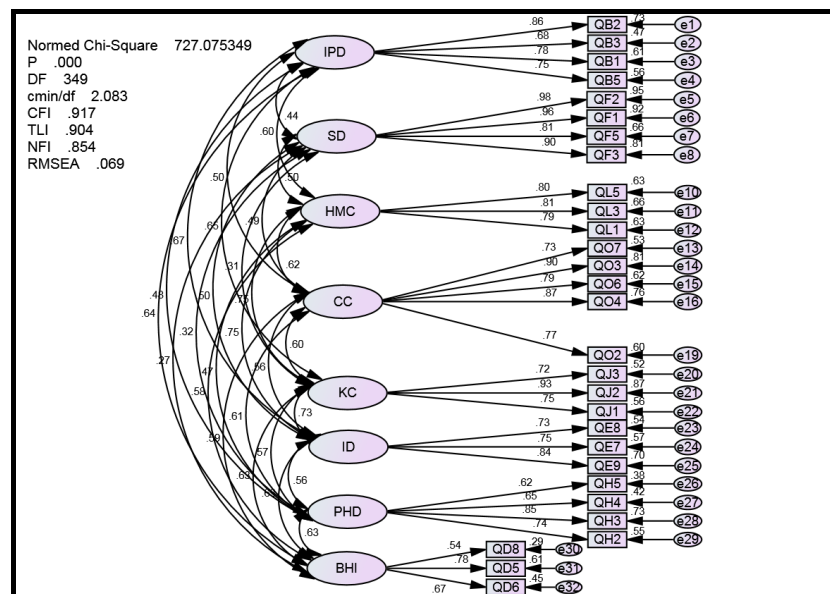 Normed Chi-Square 727.075349
P .000
DF 349
cmin/df 2.083
CFI .917
TLI .904
NFI .854
RMSEA .069
IPD
.86 QB2 .73 e1
.68 QB3 .47 e2
.78 QB1 .61 e3
.75 QB5 .56 e4
SD
.98 QF2 .95 e5
.96 QF1 .92 e6
.81 QF5 .66 e7
.90 QF3 .81 e8
HMC
.80 QL5 .63 e10
.81 QL3 .66 e11
.79 QL1 .63 e12
CC
.73 QO7 .53 e13
.90 QO3 .81 e14
.79 QO6 .62 e15
.87 QO4 .76 e16
.77 QO2 .60 e19
KC
.72 QJ3 .52 e20
.93 QJ2 .87 e21
.75 QJ1 .56 e22
ID
.73 QE8 .54 e23
.75 QE7 .57 e24
.84 QE9 .70 e25
PHD
.62 QH5 .38 e26
.65 QH4 .42 e27
.85 QH3 .73 e28
.74 QH2 .55 e29
BHI
.54 QD8 .29 e30
.78 QD5 .61 e31
.67 QD6 .45 e32
.44
.60
.50
.50
.49
.65
.67
.31
.62
.48
.50
.64
.32
.75
.60
.27
.47
.56
.58
.61
.73
.59
.57
.56
.63
.63